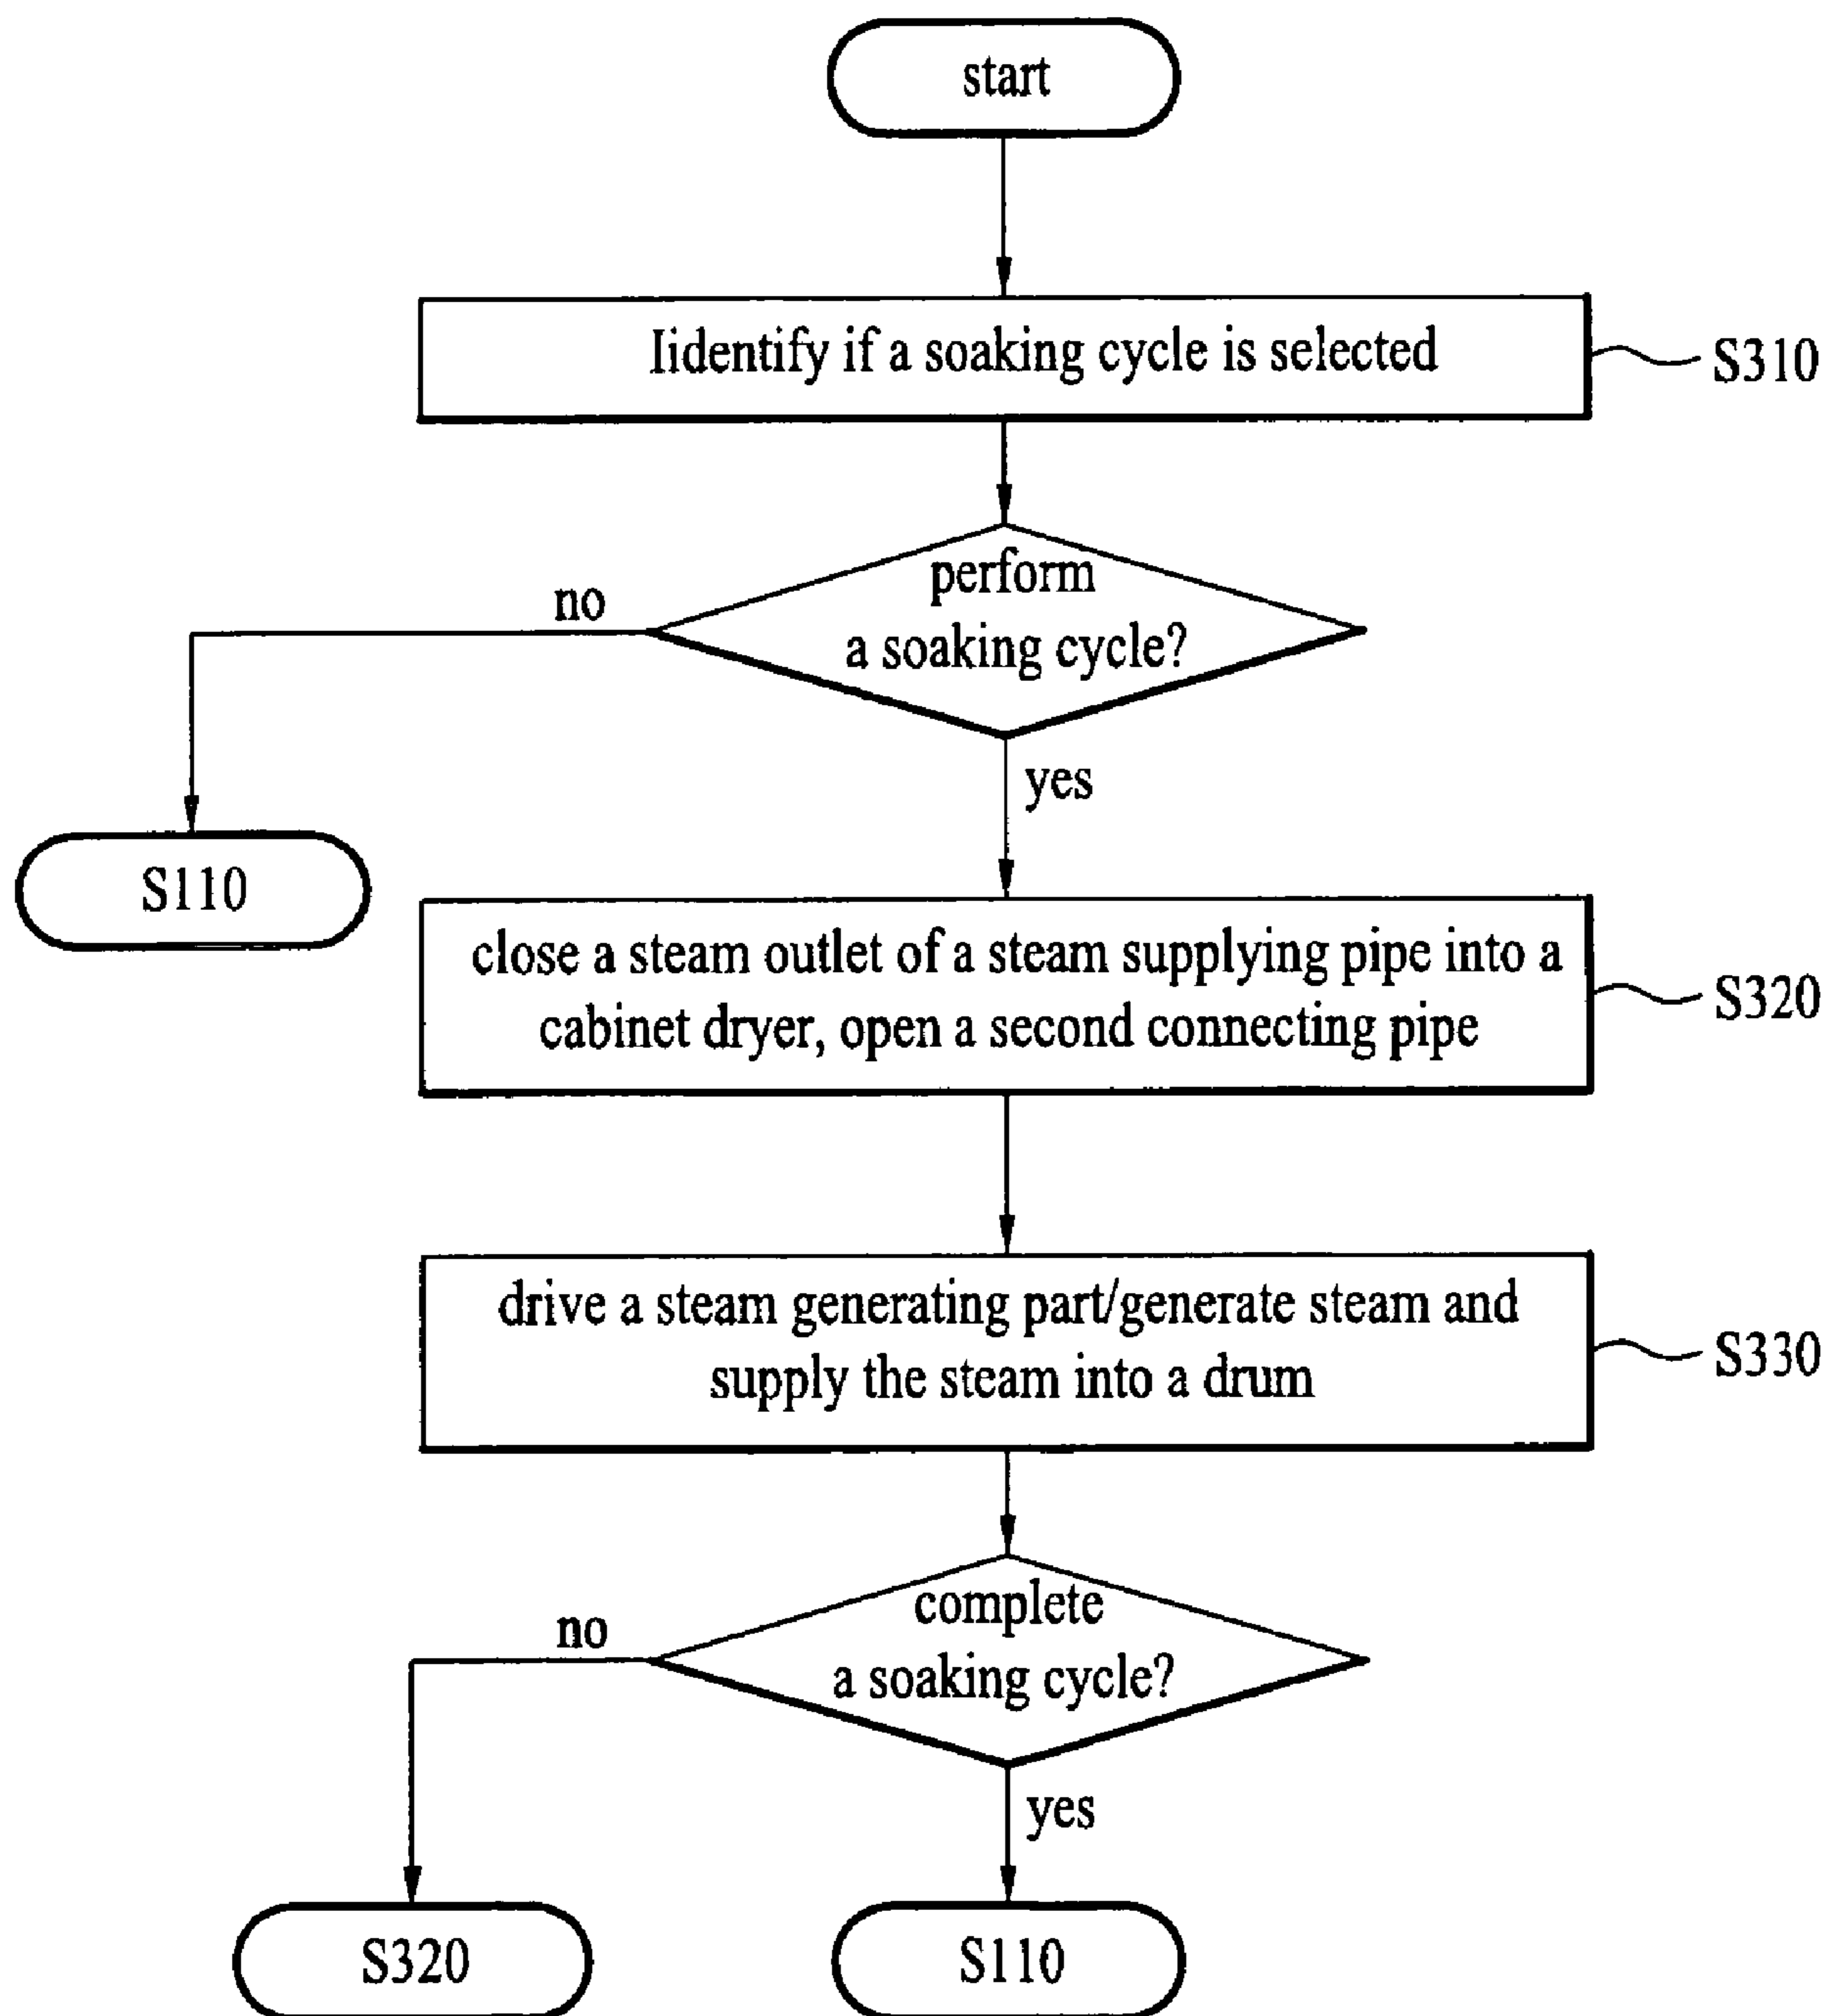 start
Iidentify if a soaking cycle is selected
S310
perform
a soaking cycle?
no
yes
S110
close a steam outlet of a steam supplying pipe into a
cabinet dryer, open a second connecting pipe
S320
drive a steam generating part/generate steam and
supply the steam into a drum
S330
complete
a soaking cycle?
no
yes
S320
S110